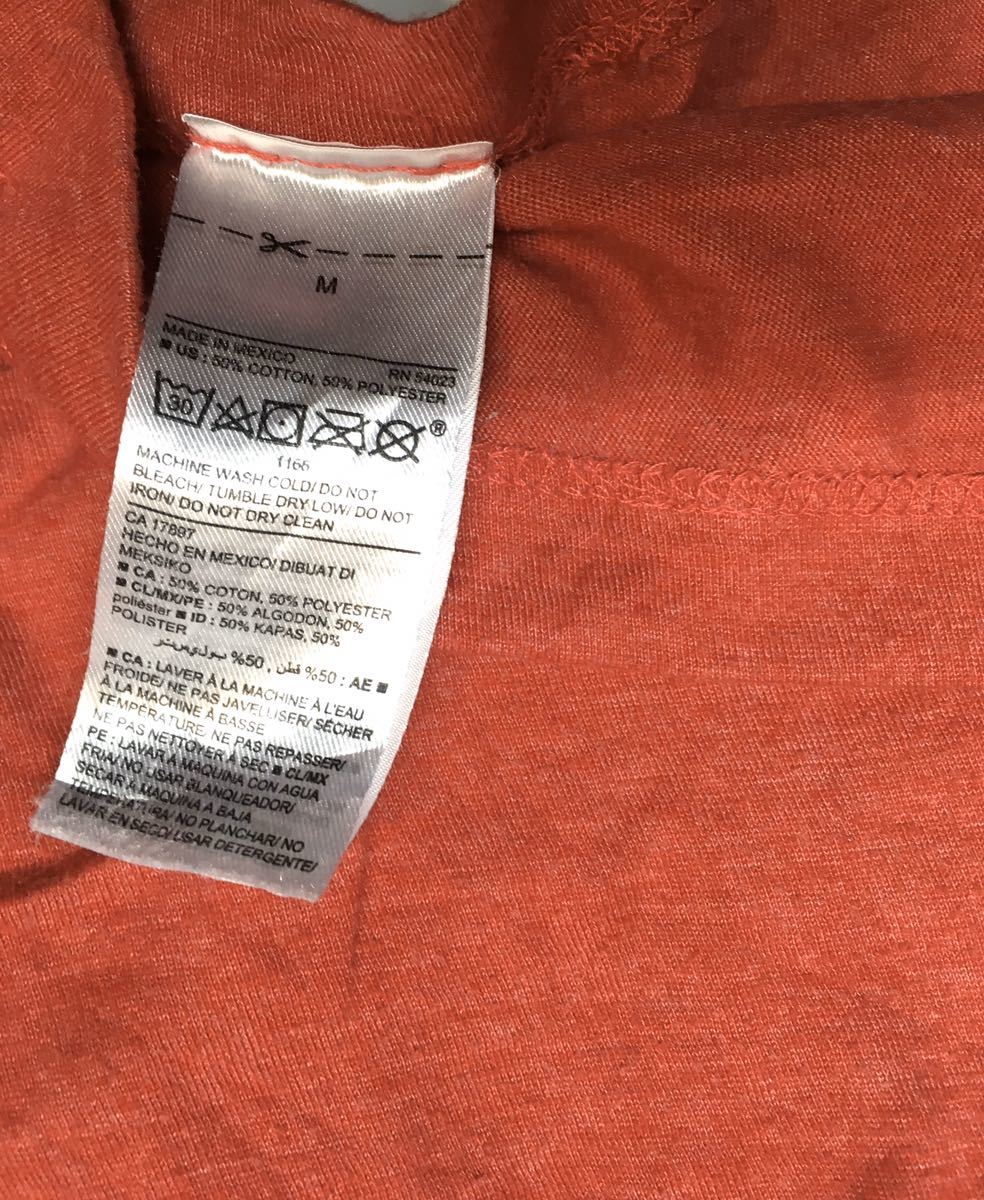 M
MADE IN MEXICO RN 54023
■ US : 50% COTTON, 50% POLYESTER
30 ®
1166
MACHINE WASH COLD/ DO NOT
BLEACH/ TUMBLE DRY LOW/ DO NOT
IRON/ DO NOT DRY CLEAN
CA 17897
HECHO EN MEXICO/ DIBUAT DI
MEKSIKO
■ CA : 50% COTON, 50% POLYESTER
■ CL/MX/PE : 50% ALGODON, 50%
poliéster ■ ID : 50% KAPAS, 50%
POLISTER
■ AE : 50% قطن , 50% بوليستر
■ CA : LAVER À LA MACHINE À L'EAU
FROIDE/ NE PAS JAVELLISER/ SÉCHER
À LA MACHINE À BASSE
TEMPÉRATURE/ NE PAS REPASSER/
NE PAS NETTOYER À SEC ■ CL/MX
PE : LAVAR À MAQUINA CON AGUA
FRIA/ NO USAR BLANQUEADOR/
SECAR A MAQUINA A BAJA
TEMPERATURA/ NO PLANCHAR/ NO
LAVAR EN SECO/ USAR DETERGENTE/